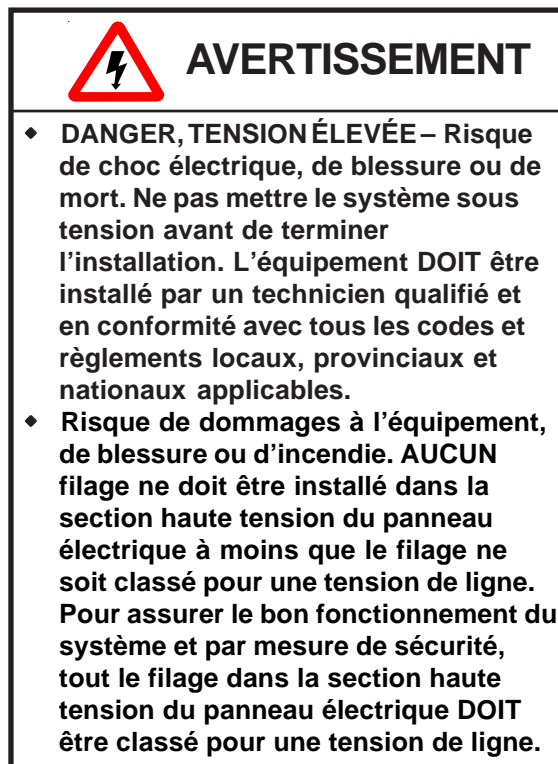 AVERTISSEMENT
◆ DANGER, TENSION ÉLEVÉE – Risque
de choc électrique, de blessure ou de
mort. Ne pas mettre le système sous
tension avant de terminer
l’installation. L’équipement DOIT être
installé par un technicien qualifié et
en conformité avec tous les codes et
règlements locaux, provinciaux et
nationaux applicables.
◆ Risque de dommages à l’équipement,
de blessure ou d’incendie. AUCUN
filage ne doit être installé dans la
section haute tension du panneau
électrique à moins que le filage ne
soit classé pour une tension de ligne.
Pour assurer le bon fonctionnement du
système et par mesure de sécurité,
tout le filage dans la section haute
tension du panneau électrique DOIT
être classé pour une tension de ligne.